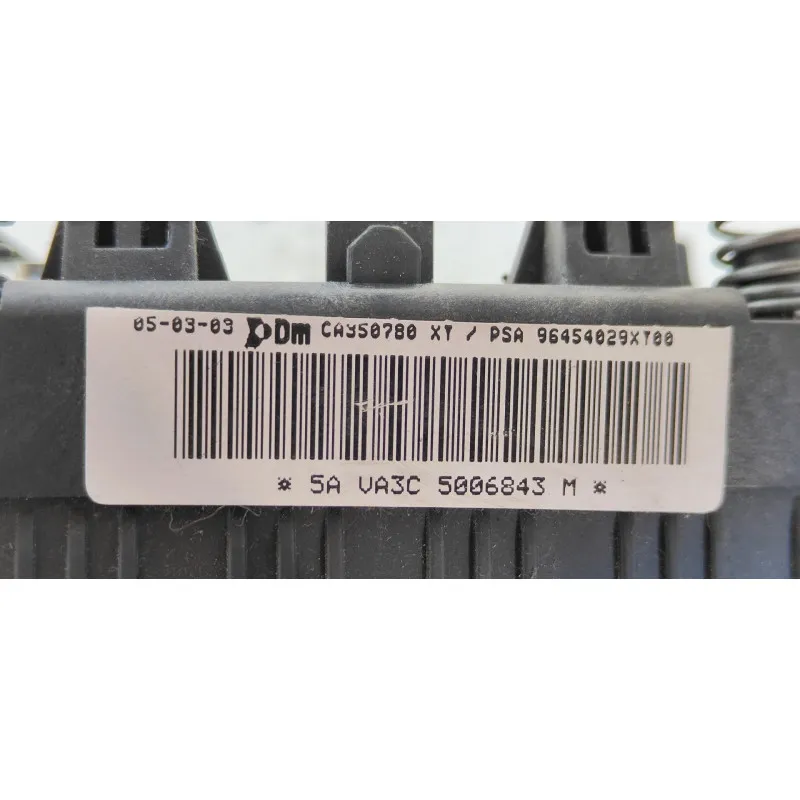 05-03-03 Dm CA950780 XT / PSA 96454029XT00
* 5A VA3C 5006843 M *